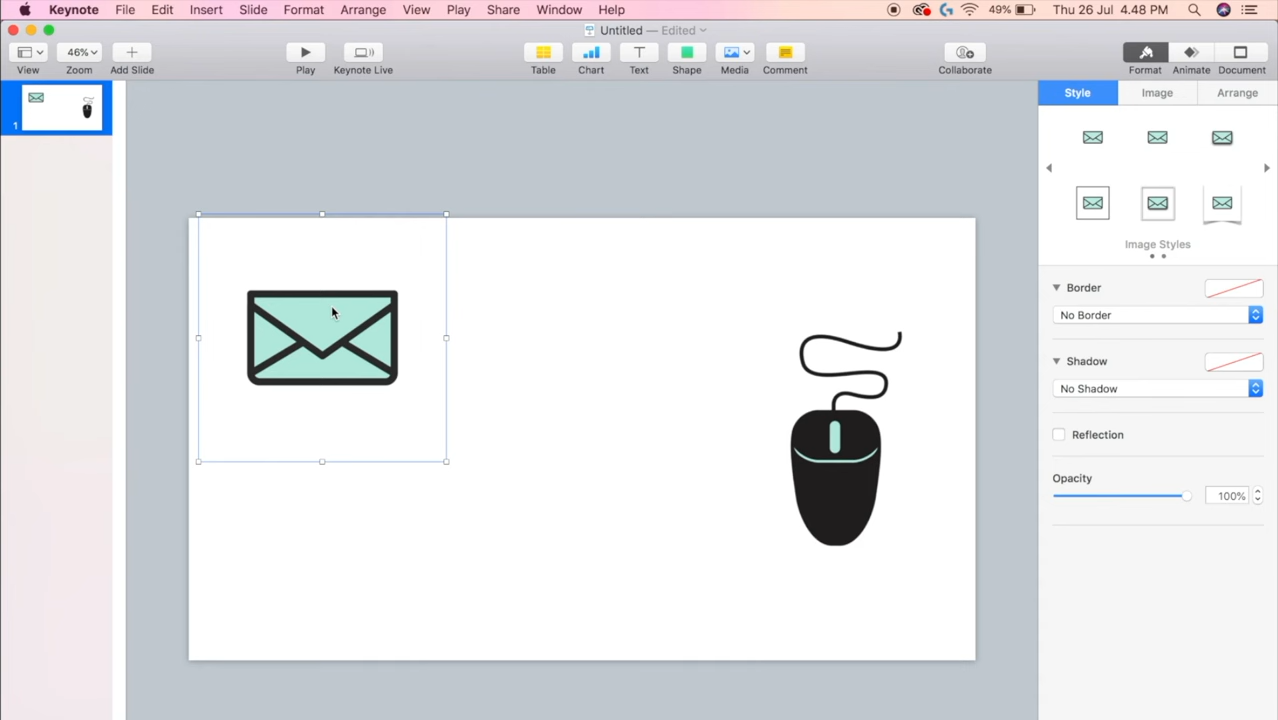 Keynote File Edit Insert Slide Format Arrange View Play Share Window Help 49% Thu 26 Jul 4.48 PM
Untitled — Edited
46%
View Zoom Add Slide Play Keynote Live Table Chart Text Shape Media Comment Collaborate Format Animate Document
1
Style Image Arrange
Image Styles
Border
No Border
Shadow
No Shadow
Reflection
Opacity
100%